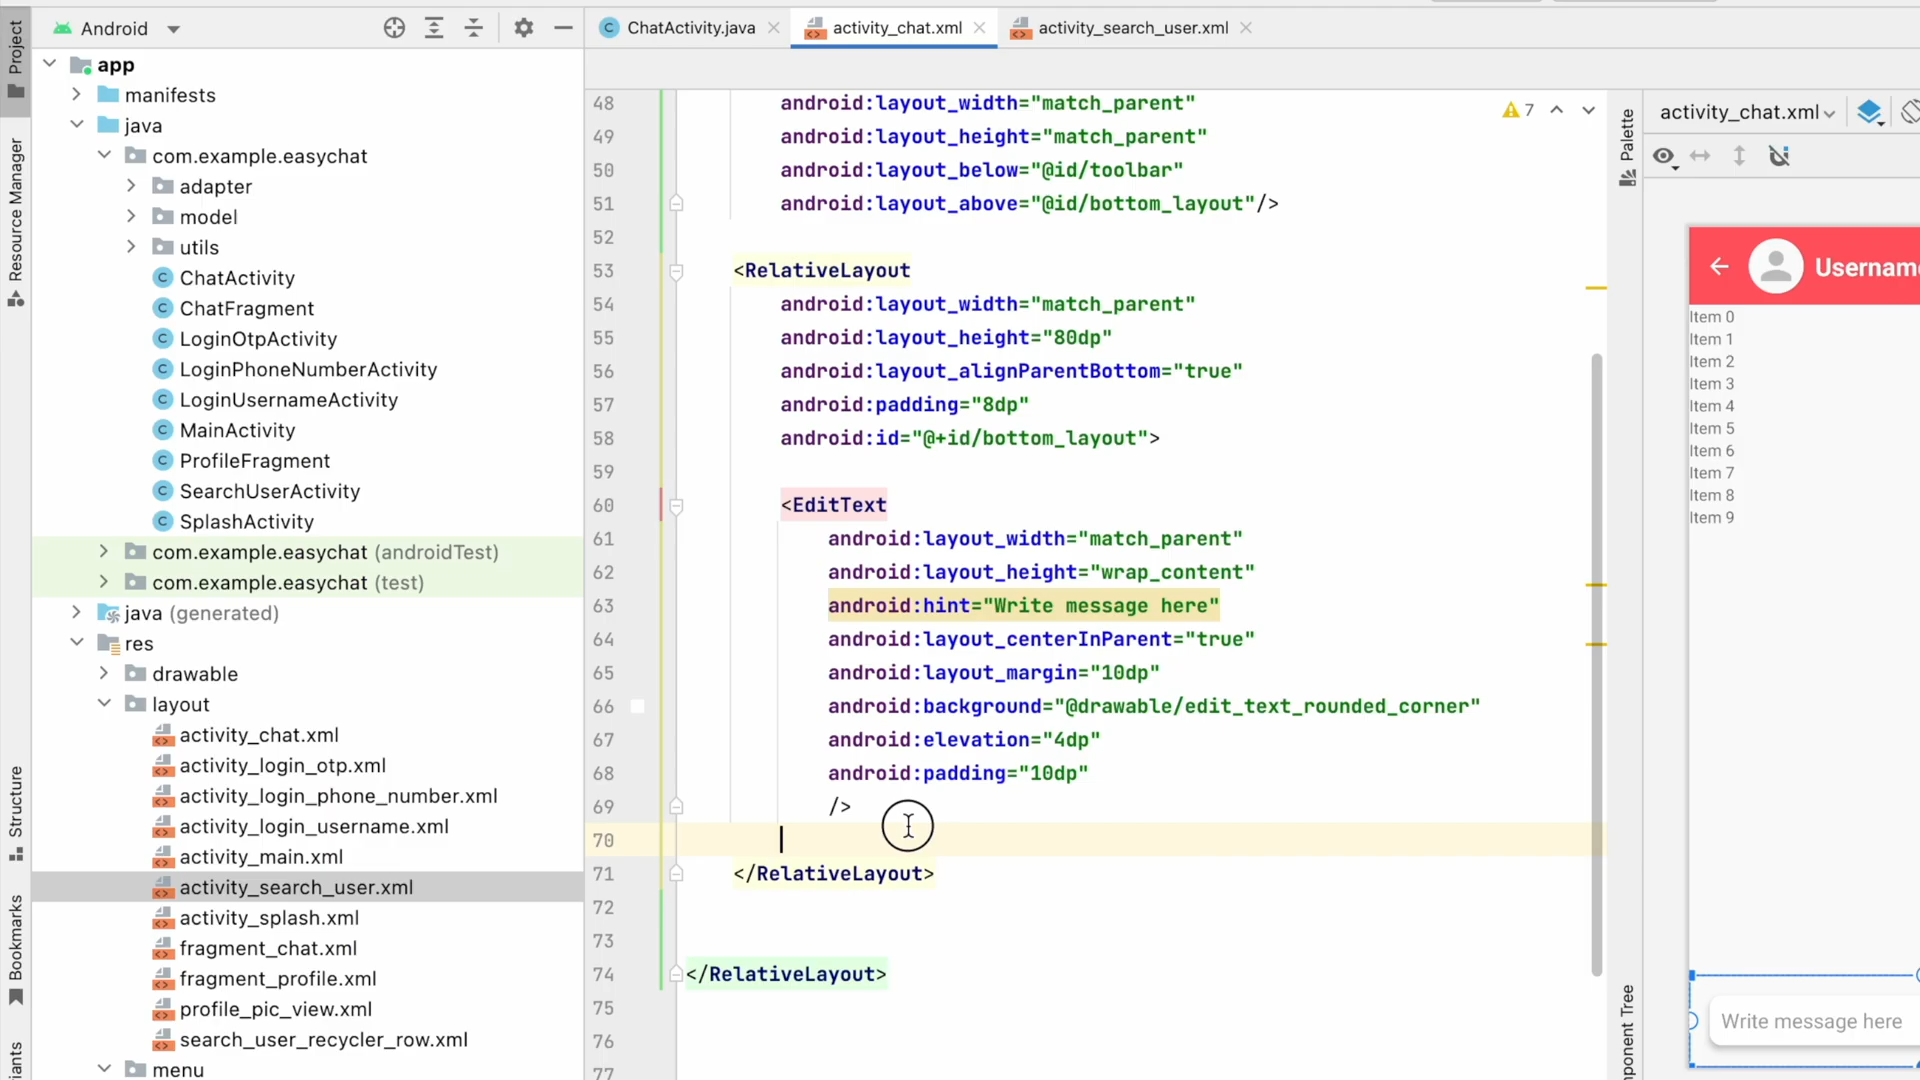 Android
ChatActivity.java
activity_chat.xml
activity_search_user.xml
Project
Resource Manager
Structure
Bookmarks
app
manifests
java
com.example.easychat
adapter
model
utils
ChatActivity
ChatFragment
LoginOtpActivity
LoginPhoneNumberActivity
LoginUsernameActivity
MainActivity
ProfileFragment
SearchUserActivity
SplashActivity
com.example.easychat (androidTest)
com.example.easychat (test)
java (generated)
res
drawable
layout
activity_chat.xml
activity_login_otp.xml
activity_login_phone_number.xml
activity_login_username.xml
activity_main.xml
activity_search_user.xml
activity_splash.xml
fragment_chat.xml
fragment_profile.xml
profile_pic_view.xml
search_user_recycler_row.xml
menu
7
48 android:layout_width="match_parent"
49 android:layout_height="match_parent"
50 android:layout_below="@id/toolbar"
51 android:layout_above="@id/bottom_layout"/>
52
53 <RelativeLayout
54 android:layout_width="match_parent"
55 android:layout_height="80dp"
56 android:layout_alignParentBottom="true"
57 android:padding="8dp"
58 android:id="@+id/bottom_layout">
59
60 <EditText
61 android:layout_width="match_parent"
62 android:layout_height="wrap_content"
63 android:hint="Write message here"
64 android:layout_centerInParent="true"
65 android:layout_margin="10dp"
66 android:background="@drawable/edit_text_rounded_corner"
67 android:elevation="4dp"
68 android:padding="10dp"
69 />
70
71 </RelativeLayout>
72
73
74 </RelativeLayout>
75
76
77
Palette
activity_chat.xml
Username
Item 0
Item 1
Item 2
Item 3
Item 4
Item 5
Item 6
Item 7
Item 8
Item 9
Write message here
ponent Tree
iants